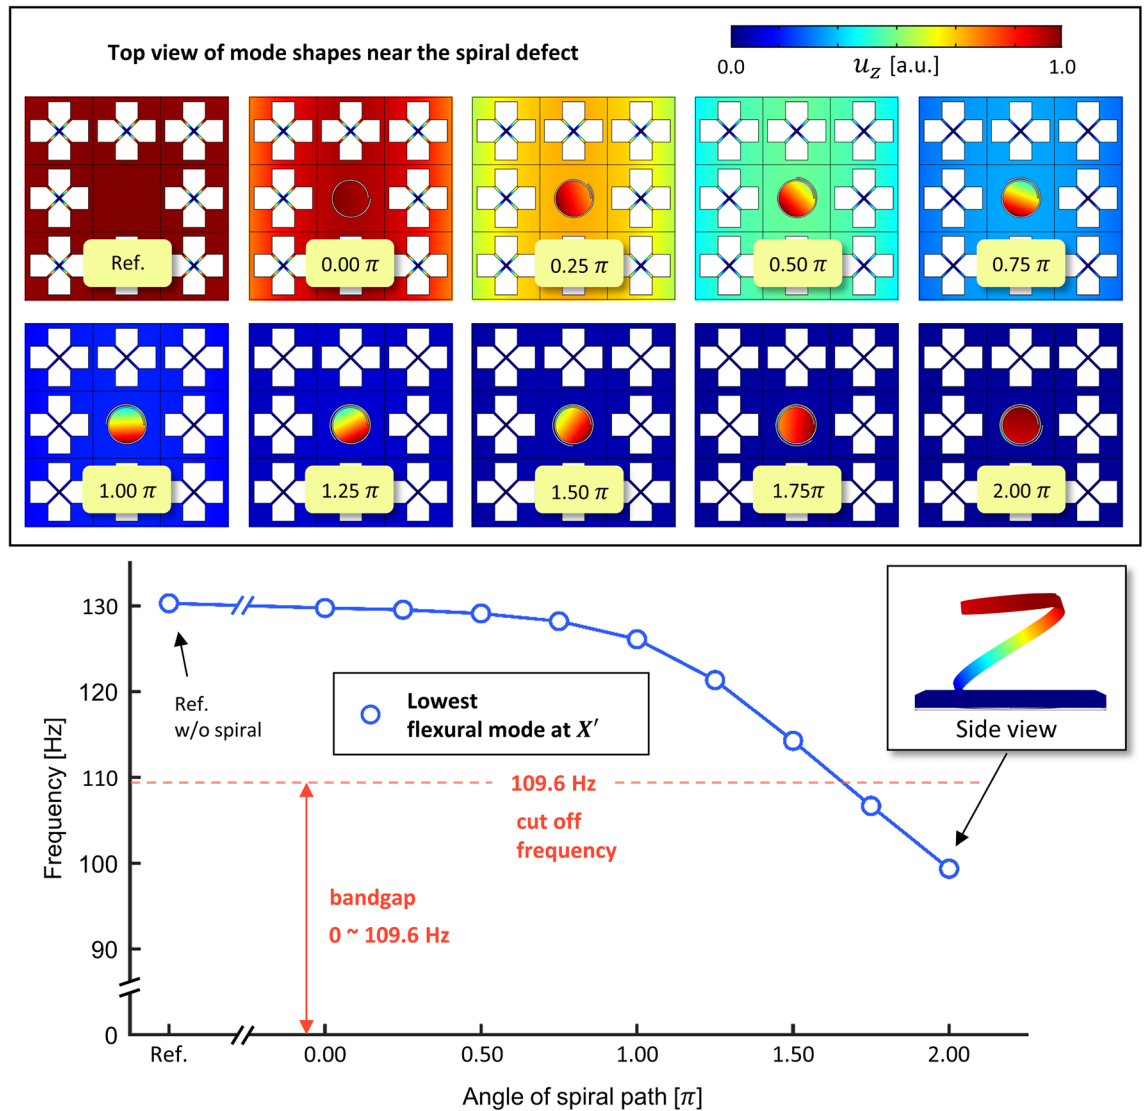 Top view of mode shapes near the spiral defect
0.0
u_z [a.u.]
1.0
Ref.
0.00 π
0.25 π
0.50 π
0.75 π
1.00 π
1.25 π
1.50 π
1.75π
2.00 π
130
120
110
100
90
0
Frequency [Hz]
Ref.
w/o spiral
Lowest
flexural mode at X′
Side view
109.6 Hz
cut off
frequency
bandgap
0 ~ 109.6 Hz
Ref.
0.00
0.50
1.00
1.50
2.00
Angle of spiral path [π]